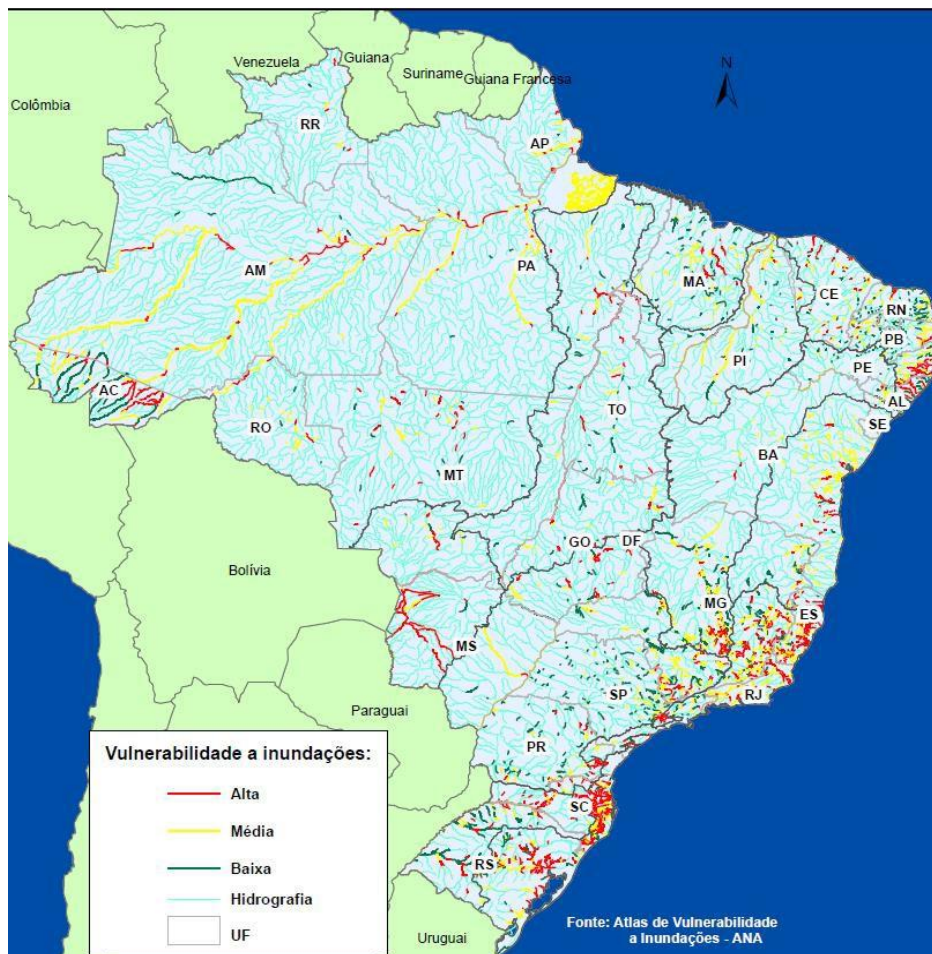 N
Venezuela
Guiana
Suriname
Guiana Francesa
Colômbia
RR
AP
AM
PA
MA
CE
RN
PB
PI
PE
AC
AL
TO
SE
RO
BA
MT
GO
DF
Bolívia
MG
ES
MS
SP
RJ
Paraguai
PR
Vulnerabilidade a inundações:
Alta
SC
Média
Baixa
RS
Hidrografia
UF
Uruguai
Fonte: Atlas de Vulnerabilidade
a Inundações - ANA